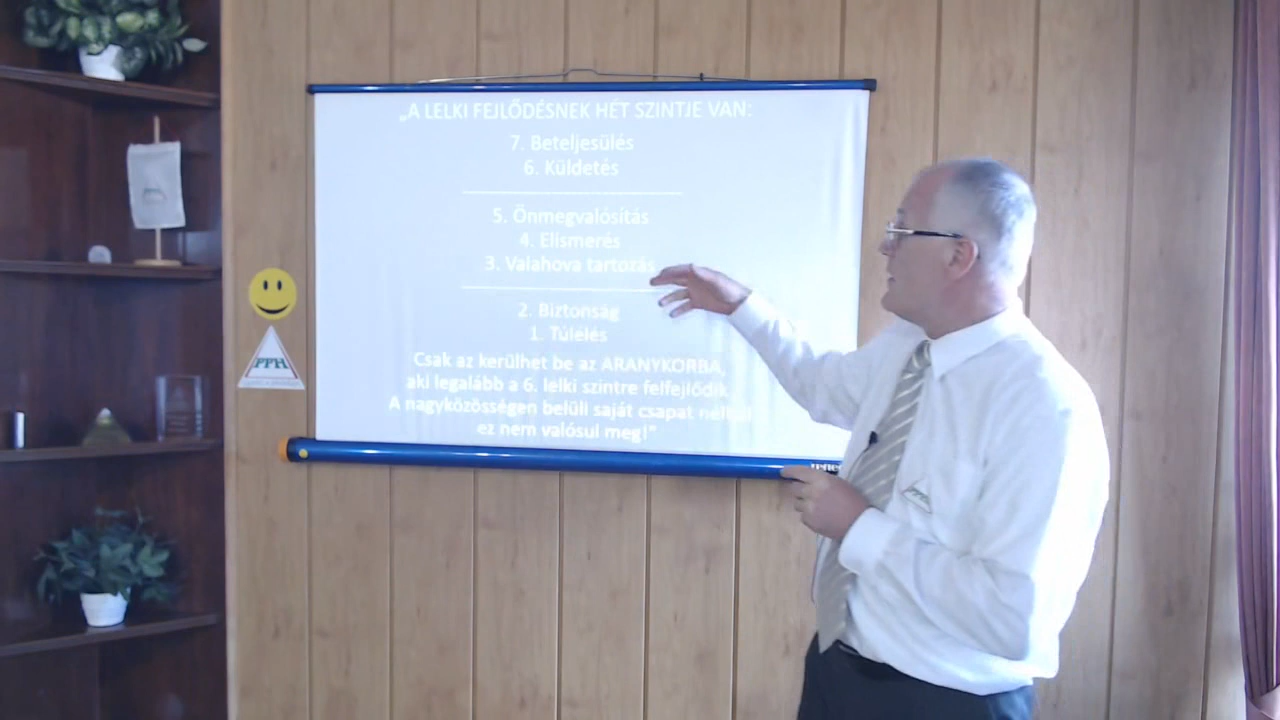 „A LELKI FEJLŐDÉSNEK HÉT SZINTJE VAN:
7. Beteljesülés
6. Küldetés
5. Önmegvalósítás
4. Elismerés
3. Valahova tartozás
2. Biztonság
1. Túlélés
Csak az kerülhet be az ARANYKORBA,
aki legalább a 6. lelki szintre felfejlődik.
A nagyközösségen belüli saját csapat nélkül
ez nem valósul meg!”
PPH
PPH